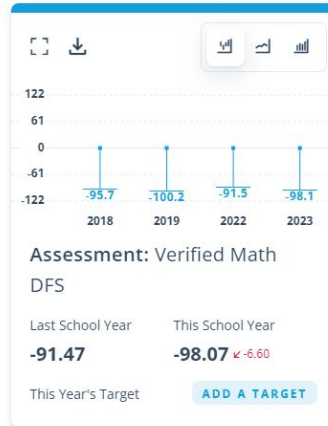 122
61
0
-61
-122
-95.7 -100.2 -91.5 -98.1
2018 2019 2022 2023
Assessment: Verified Math
DFS
Last School Year This School Year
-91.47 -98.07 ↙ -6.60
This Year's Target ADD A TARGET